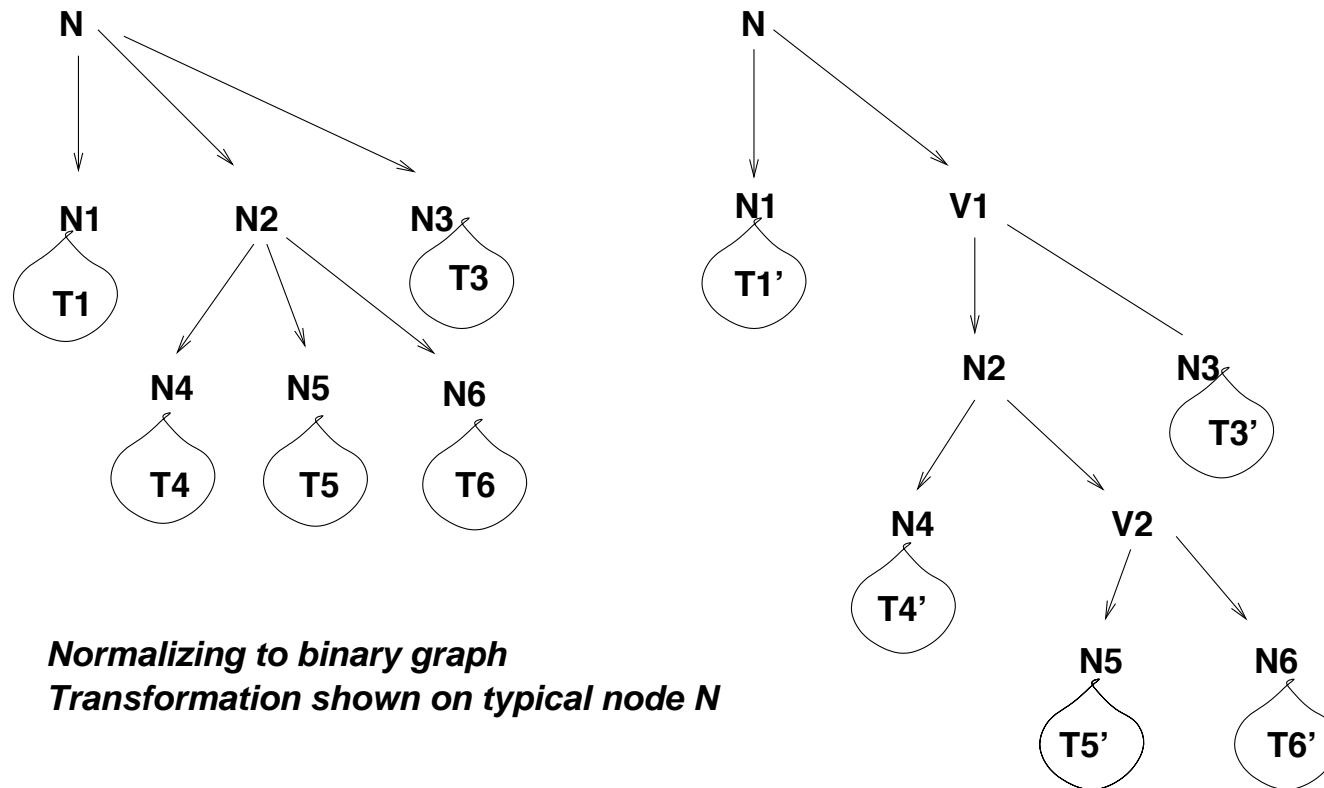 N
N
N1
N2
N3
N1
V1
T1
T3
T1’
N4
N5
N6
N2
N3
T4
T5
T6
T3’
N4
V2
T4’
Normalizing to binary graph
N5
N6
Transformation shown on typical node N
T5’
T6’